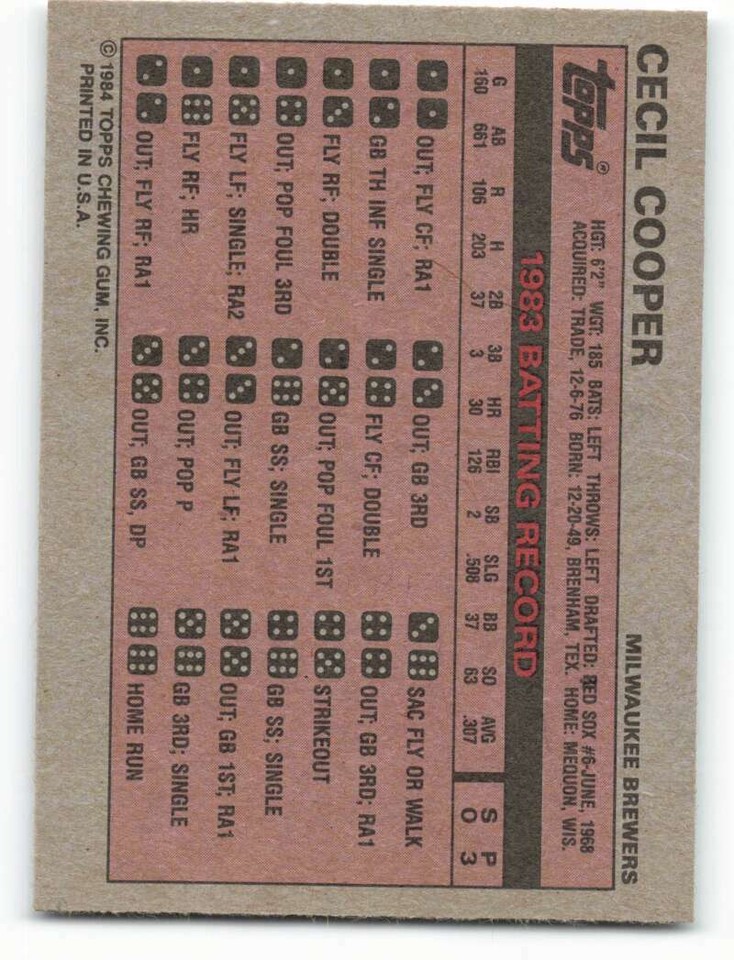 CECIL COOPER MILWAUKEE BREWERS
topps®
HGT: 6'2" WGT: 185 BATS: LEFT THROWS: LEFT DRAFTED: RED SOX #6-JUNE, 1968
ACQUIRED: TRADE, 12-6-76 BORN: 12-20-49, BRENHAM, TEX. HOME: MEQUON, WIS.
1983 BATTING RECORD
G AB R H 2B 3B HR RBI SB SLG BB SO AVG S P
160 661 106 203 37 3 30 126 2 .508 37 63 .307 0 3
OUT; FLY CF; RA1
GB TH INF SINGLE
FLY RF; DOUBLE
OUT; POP FOUL 3RD
FLY LF; SINGLE; RA2
FLY RF; HR
OUT; FLY RF; RA1
OUT; GB 3RD
FLY CF; DOUBLE
OUT; POP FOUL 1ST
GB SS; SINGLE
OUT; FLY LF; RA1
OUT; POP P
OUT; GB SS, DP
SAC FLY OR WALK
OUT; GB 3RD; RA1
STRIKEOUT
GB SS; SINGLE
OUT; GB 1ST; RA1
GB 3RD; SINGLE
HOME RUN
© 1984 TOPPS CHEWING GUM, INC.
PRINTED IN U.S.A.